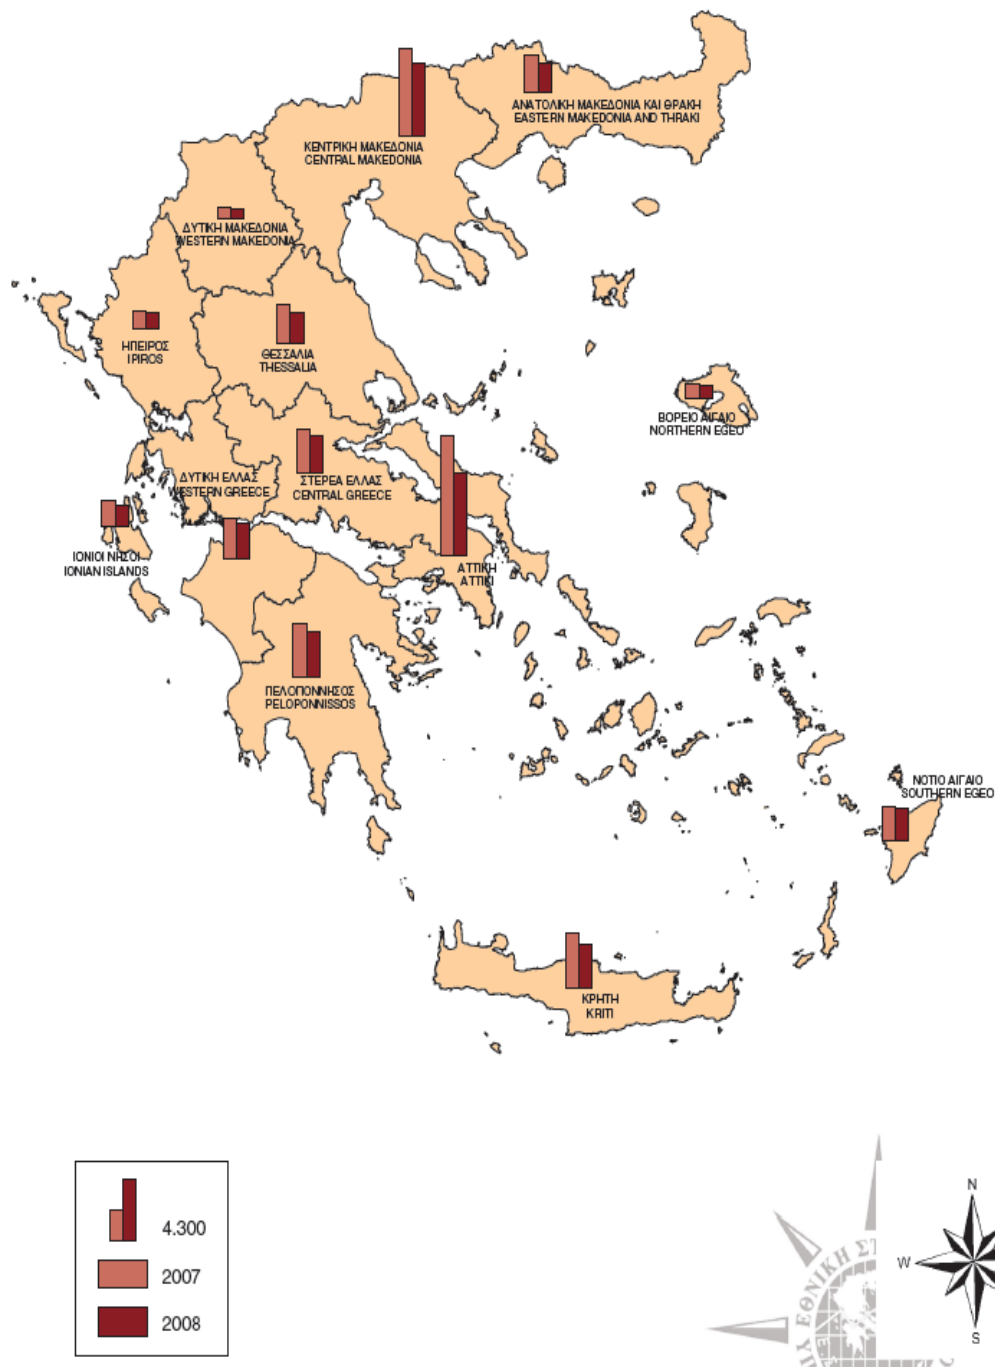 ΑΝΑΤΟΛΙΚΗ ΜΑΚΕΔΟΝΙΑ ΚΑΙ ΘΡΑΚΗ
EASTERN MAKEDONIA AND THRAKI
ΚΕΝΤΡΙΚΗ ΜΑΚΕΔΟΝΙΑ
CENTRAL MAKEDONIA
ΔΥΤΙΚΗ ΜΑΚΕΔΟΝΙΑ
WESTERN MAKEDONIA
ΗΠΕΙΡΟΣ
IPIROS
ΘΕΣΣΑΛΙΑ
THESSALIA
ΒΟΡΕΙΟ ΑΙΓΑΙΟ
NORTHERN EGEO
ΔΥΤΙΚΗ ΕΛΛΑΣ
WESTERN GREECE
ΣΤΕΡΕΑ ΕΛΛΑΣ
CENTRAL GREECE
ΙΟΝΙΟΙ ΝΗΣΟΙ
IONIAN ISLANDS
ΑΤΤΙΚΗ
ATTIKI
ΠΕΛΟΠΟΝΝΗΣΟΣ
PELOPONNISSOS
ΝΟΤΙΟ ΑΙΓΑΙΟ
SOUTHERN EGEO
ΚΡΗΤΗ
KRITI
4.300
2007
2008
N
W
S
ΕΘΝΙΚΗ